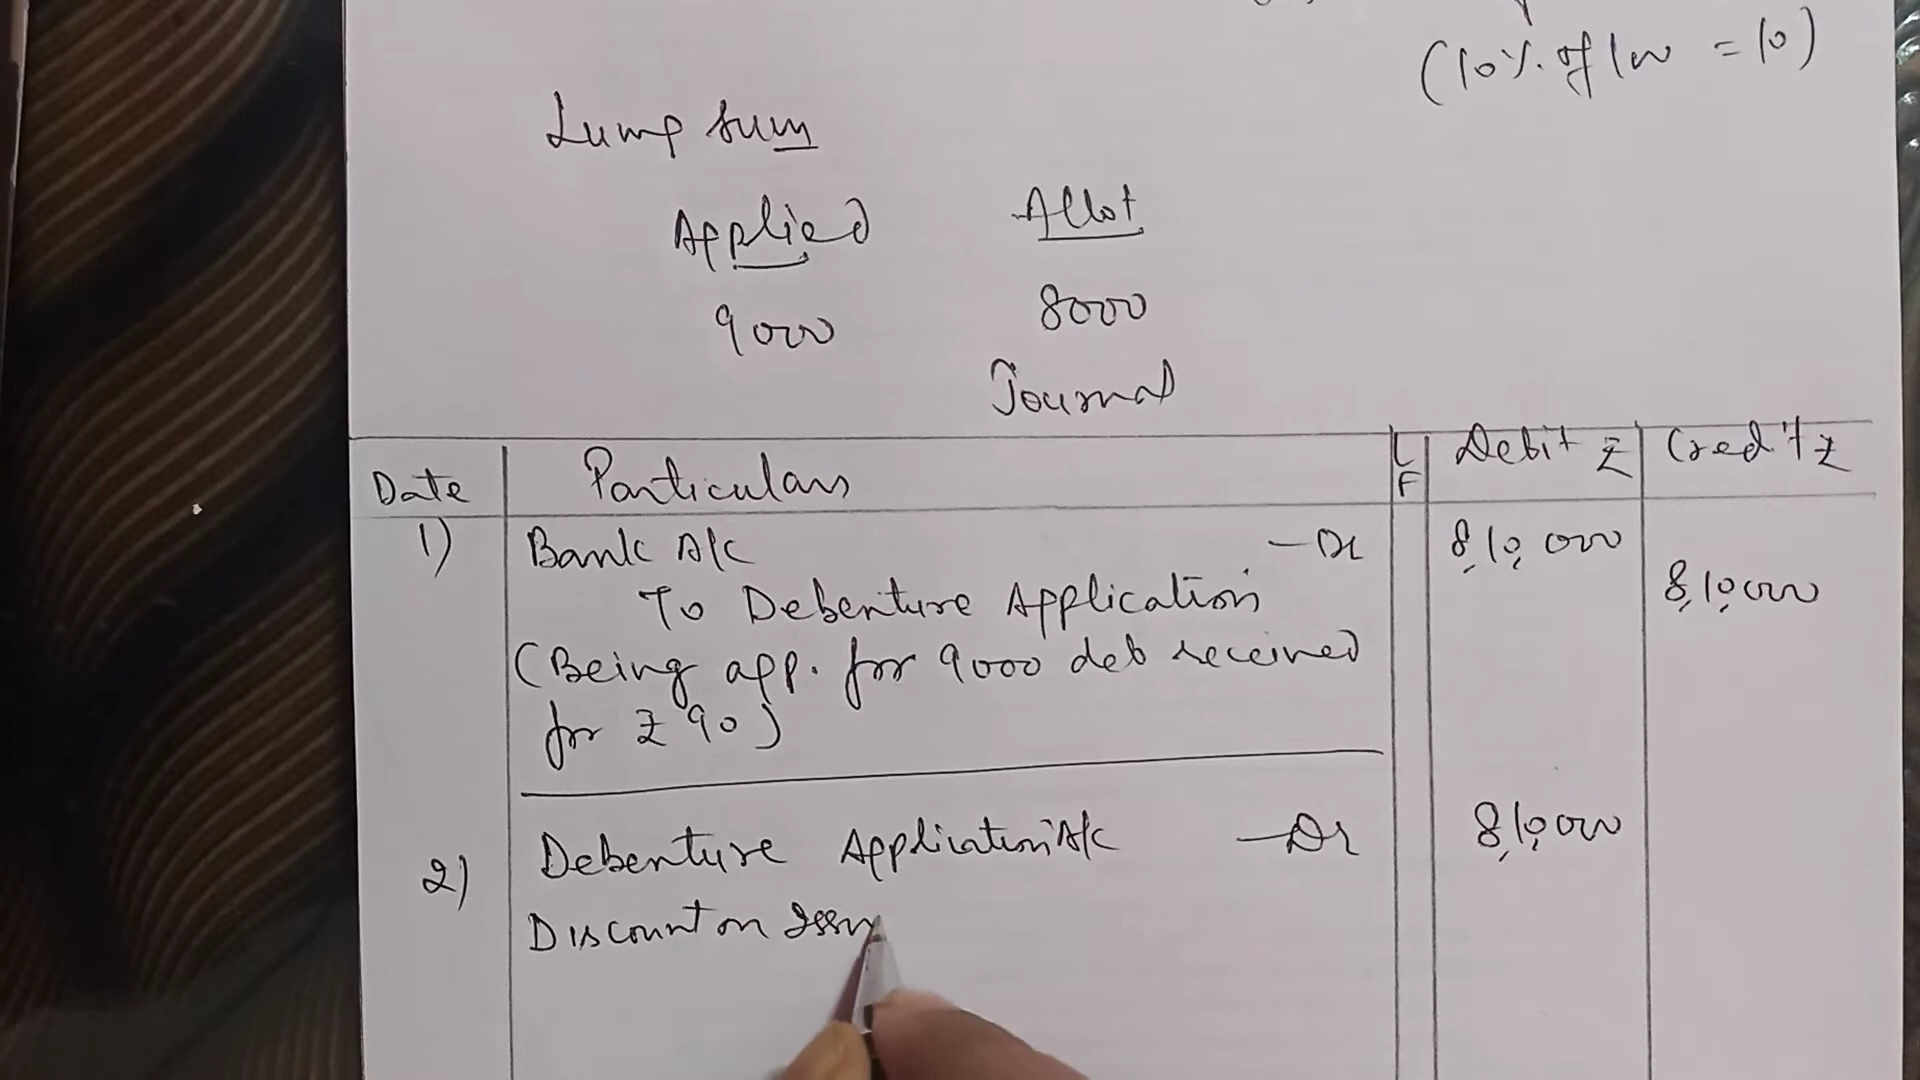 (10% of 100 = 10)
Lump sum
Applied Allot
9000 8000
Journal
Date Particulars LF Debit ₹ Credit ₹
1) Bank A/c —Dr 8,10,000
To Debenture Application 8,10,000
(Being app. for 9000 deb received
for ₹ 90)
2) Debenture Application A/c —Dr 8,10,000
Discount on Issu